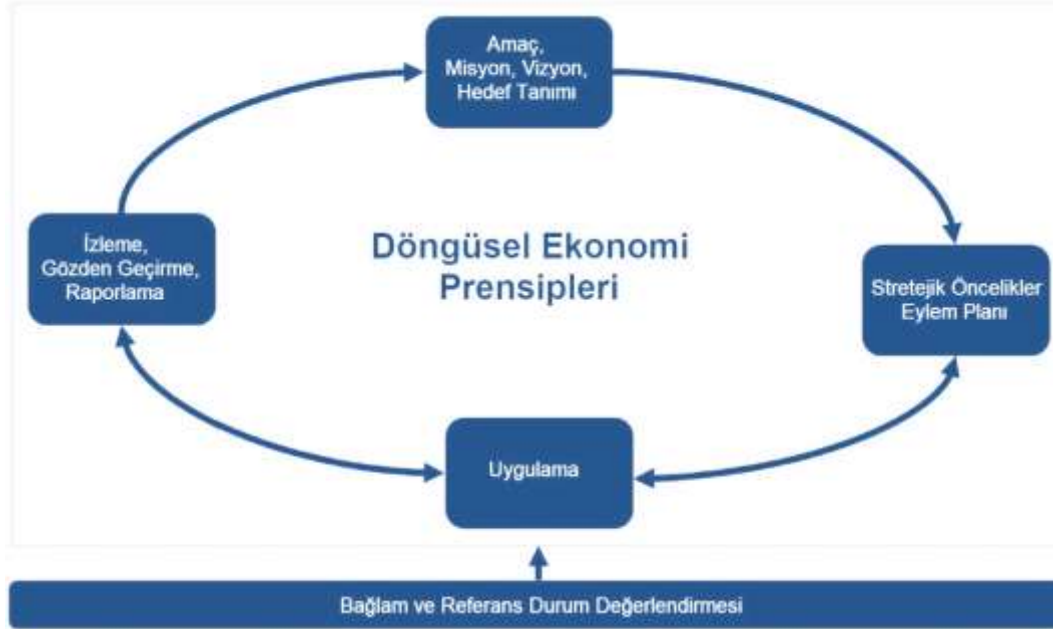 Amaç,
Misyon, Vizyon,
Hedef Tanımı
İzleme,
Gözden Geçirme,
Raporlama
Döngüsel Ekonomi
Prensipleri
Stretejik Öncelikler
Eylem Planı
Uygulama
Bağlam ve Referans Durum Değerlendirmesi